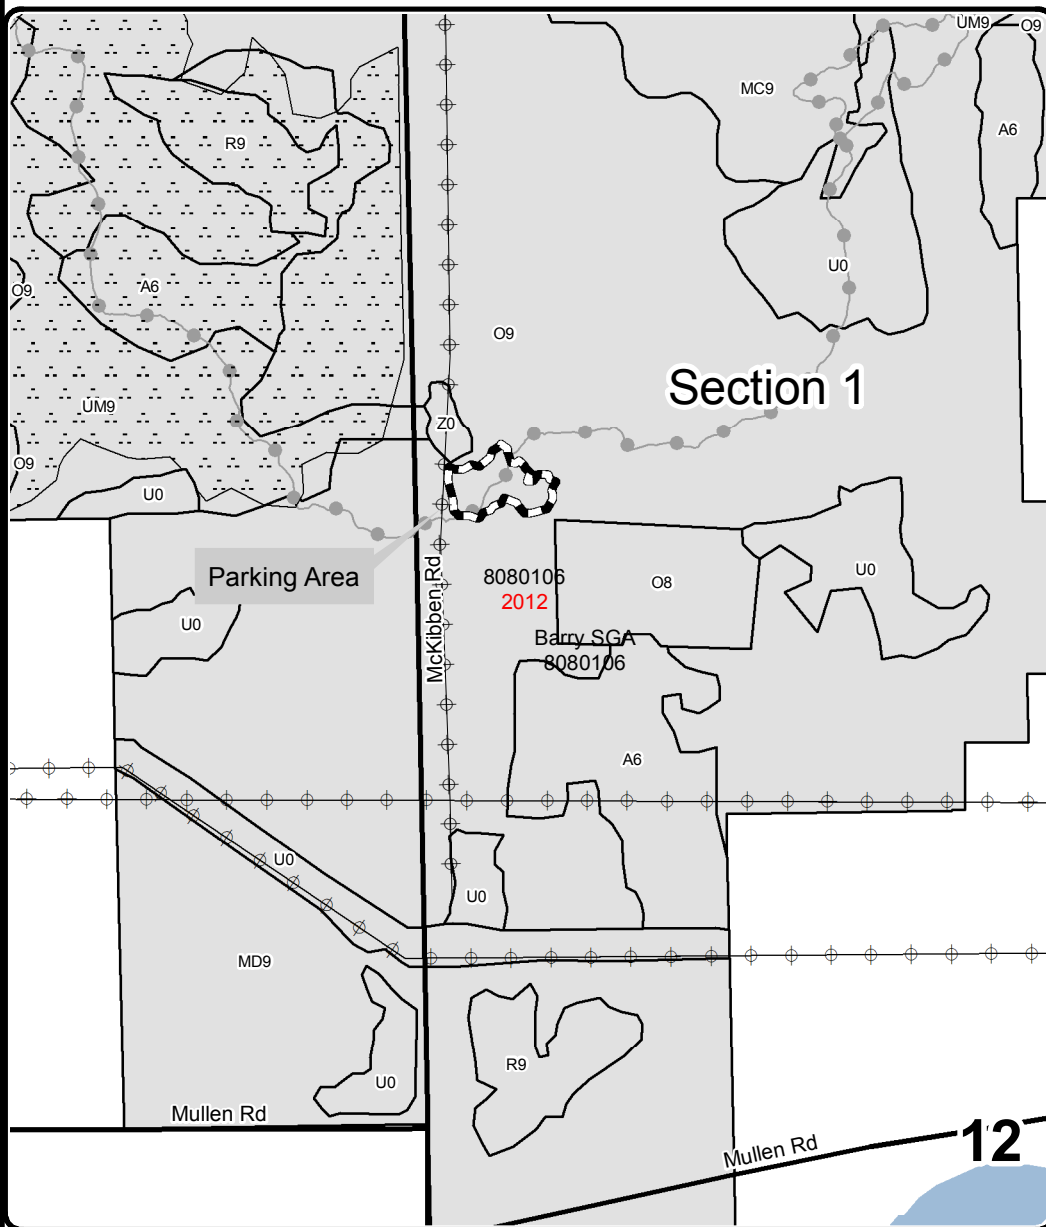 UM9
O9
MC9
A6
R9
U0
O9
A6
O9
Section 1
UM9
Z0
O9
U0
Parking Area
McKibben Rd
8080106
2012
O8
U0
U0
Barry SGA
8080106
A6
U0
U0
MD9
R9
U0
Mullen Rd
Mullen Rd
12